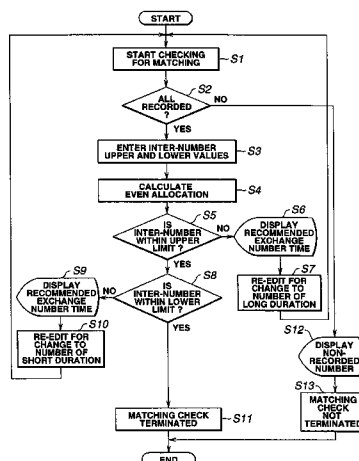 START
START CHECKING
FOR MATCHING
S1
S2
ALL
RECORDED
?
NO
YES
ENTER INTER-NUMBER
UPPER AND LOWER VALUES
S3
CALCULATE
EVEN ALLOCATION
S4
S5
IS
INTER-NUMBER
WITHIN UPPER
LIMIT ?
NO
YES
S6
DISPLAY
RECOMMENDED
EXCHANGE
NUMBER TIME
S7
RE-EDIT FOR
CHANGE TO
NUMBER OF
LONG DURATION
S8
IS
INTER-NUMBER
WITHIN LOWER
LIMIT ?
NO
YES
S9
DISPLAY
RECOMMENDED
EXCHANGE
NUMBER TIME
S10
RE-EDIT FOR
CHANGE TO
NUMBER OF
SHORT DURATION
S12
DISPLAY
NON-
RECORDED
NUMBER
S13
MATCHING
CHECK
NOT
TERMINATED
MATCHING CHECK
TERMINATED
S11
END